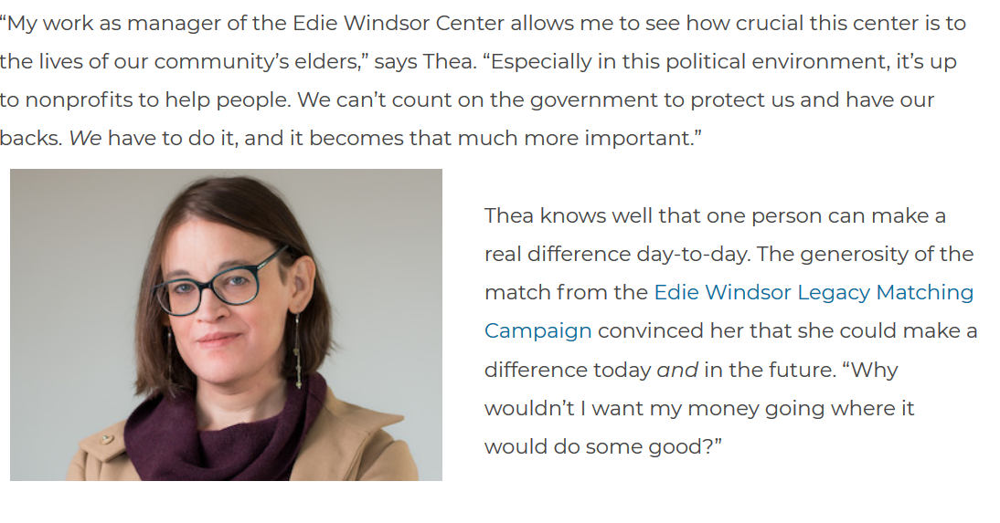 “My work as manager of the Edie Windsor Center allows me to see how crucial this center is to
the lives of our community’s elders,” says Thea. “Especially in this political environment, it’s up
to nonprofits to help people. We can’t count on the government to protect us and have our
backs. We have to do it, and it becomes that much more important.”
Thea knows well that one person can make a
real difference day-to-day. The generosity of the
match from the Edie Windsor Legacy Matching
Campaign convinced her that she could make a
difference today and in the future. “Why
wouldn’t I want my money going where it
would do some good?”